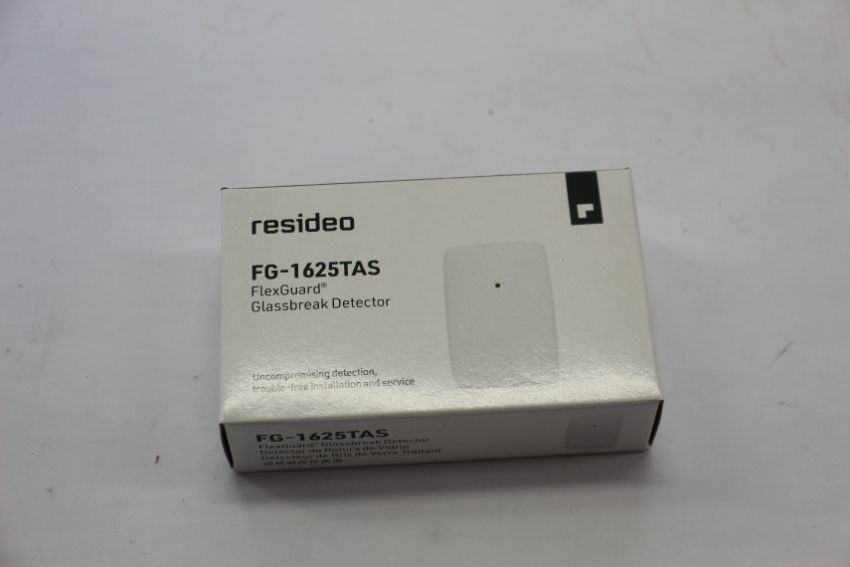 resideo
FG-1625TAS
FlexGuard®
Glassbreak Detector
Uncompromising detection,
trouble-free installation and service
FG-1625TAS
FlexGuard® Glassbreak Detector
Detector de Rotura de Vidrio
Détecteur de Bris de Verre Traitant